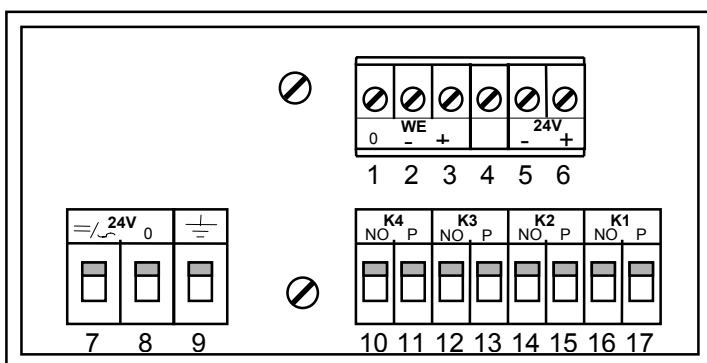 WE 24V
0 - + - +
1 2 3 4 5 6
24V 0
K4 K3 K2 K1
NO P NO P NO P NO P
7 8 9 10 11 12 13 14 15 16 17